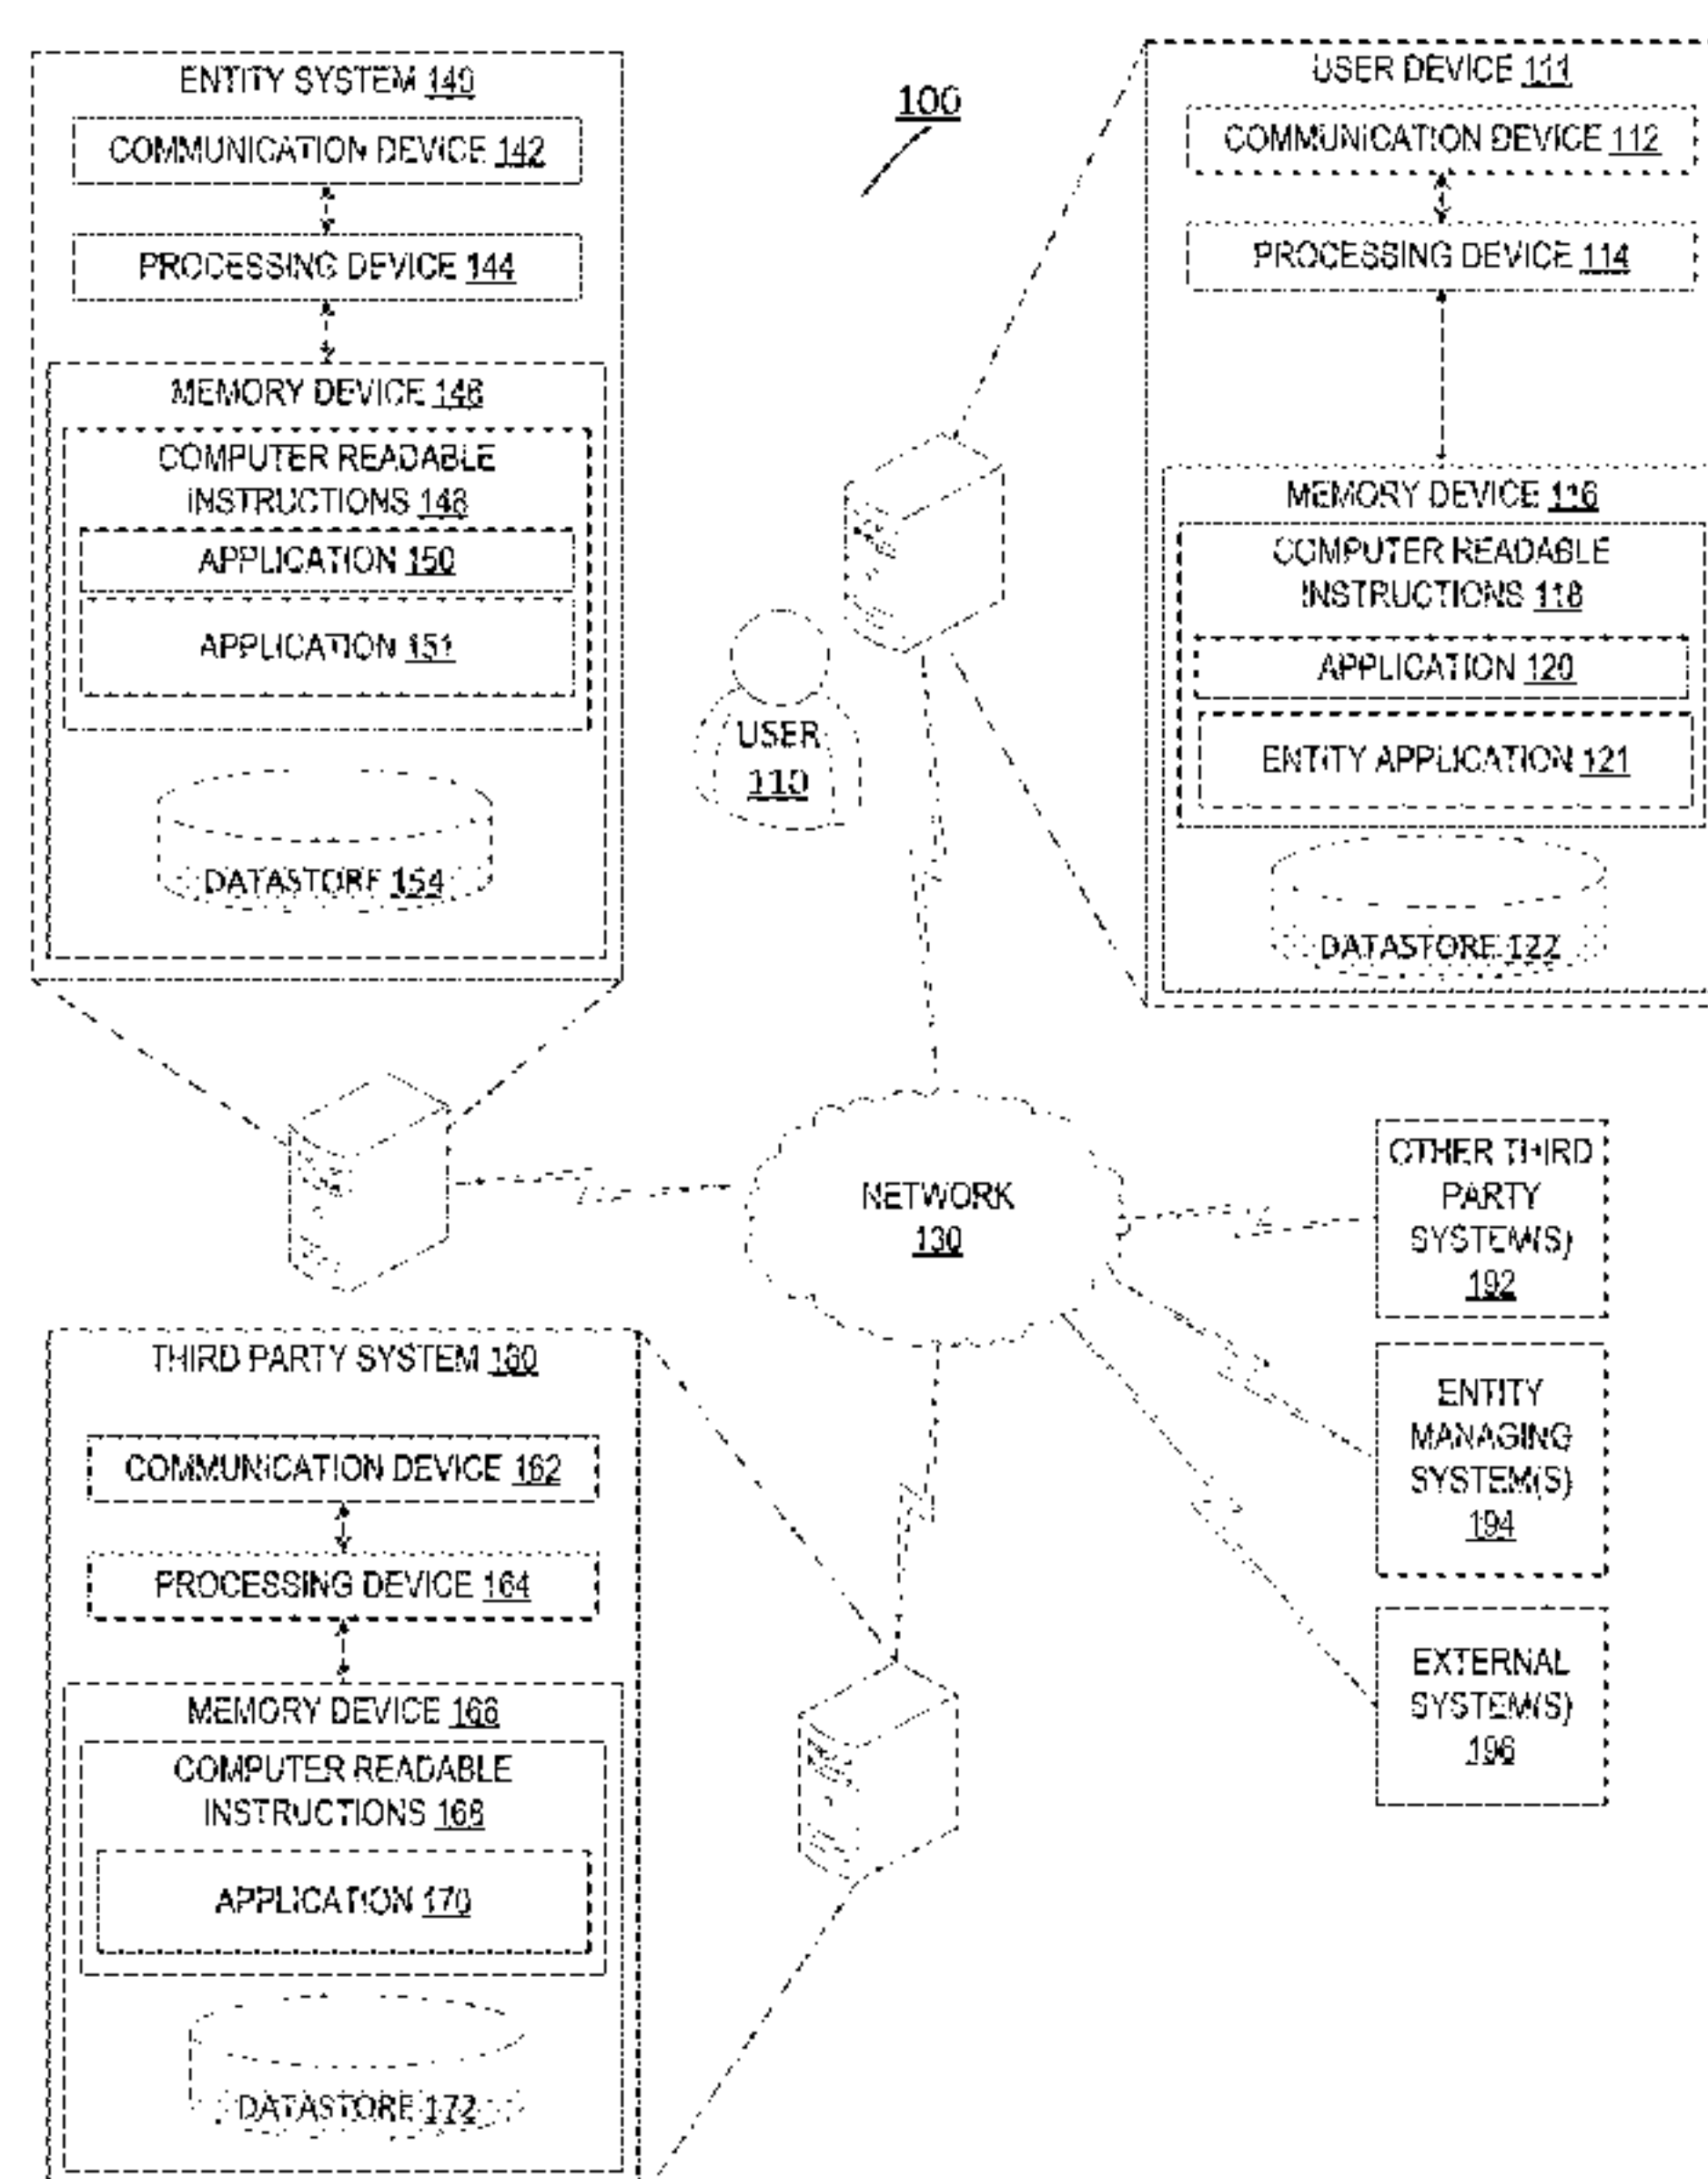 ENTITY SYSTEM 140
COMMUNICATION DEVICE 142
PROCESSING DEVICE 144
MEMORY DEVICE 146
COMPUTER READABLE
INSTRUCTIONS 148
APPLICATION 150
APPLICATION 151
DATASTORE 154
100
USER DEVICE 111
COMMUNICATION DEVICE 112
PROCESSING DEVICE 114
MEMORY DEVICE 116
COMPUTER READABLE
INSTRUCTIONS 118
APPLICATION 120
ENTITY APPLICATION 121
DATASTORE 122
USER
110
NETWORK
130
OTHER THIRD
PARTY
SYSTEM(S)
192
ENTITY
MANAGING
SYSTEM(S)
194
EXTERNAL
SYSTEM(S)
196
THIRD PARTY SYSTEM 160
COMMUNICATION DEVICE 162
PROCESSING DEVICE 164
MEMORY DEVICE 166
COMPUTER READABLE
INSTRUCTIONS 168
APPLICATION 170
DATASTORE 172